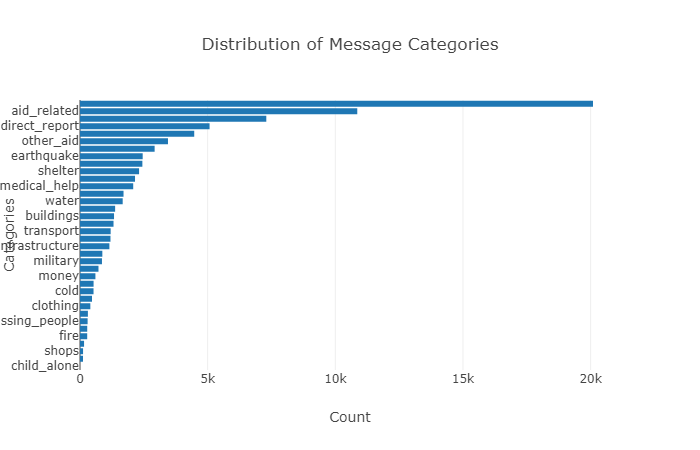 Distribution of Message Categories
aid_related
direct_report
other_aid
earthquake
shelter
medical_help
water
buildings
transport
nfrastructure
military
money
cold
clothing
ssing_people
fire
shops
child_alone
Categories
0 5k 10k 15k 20k
Count